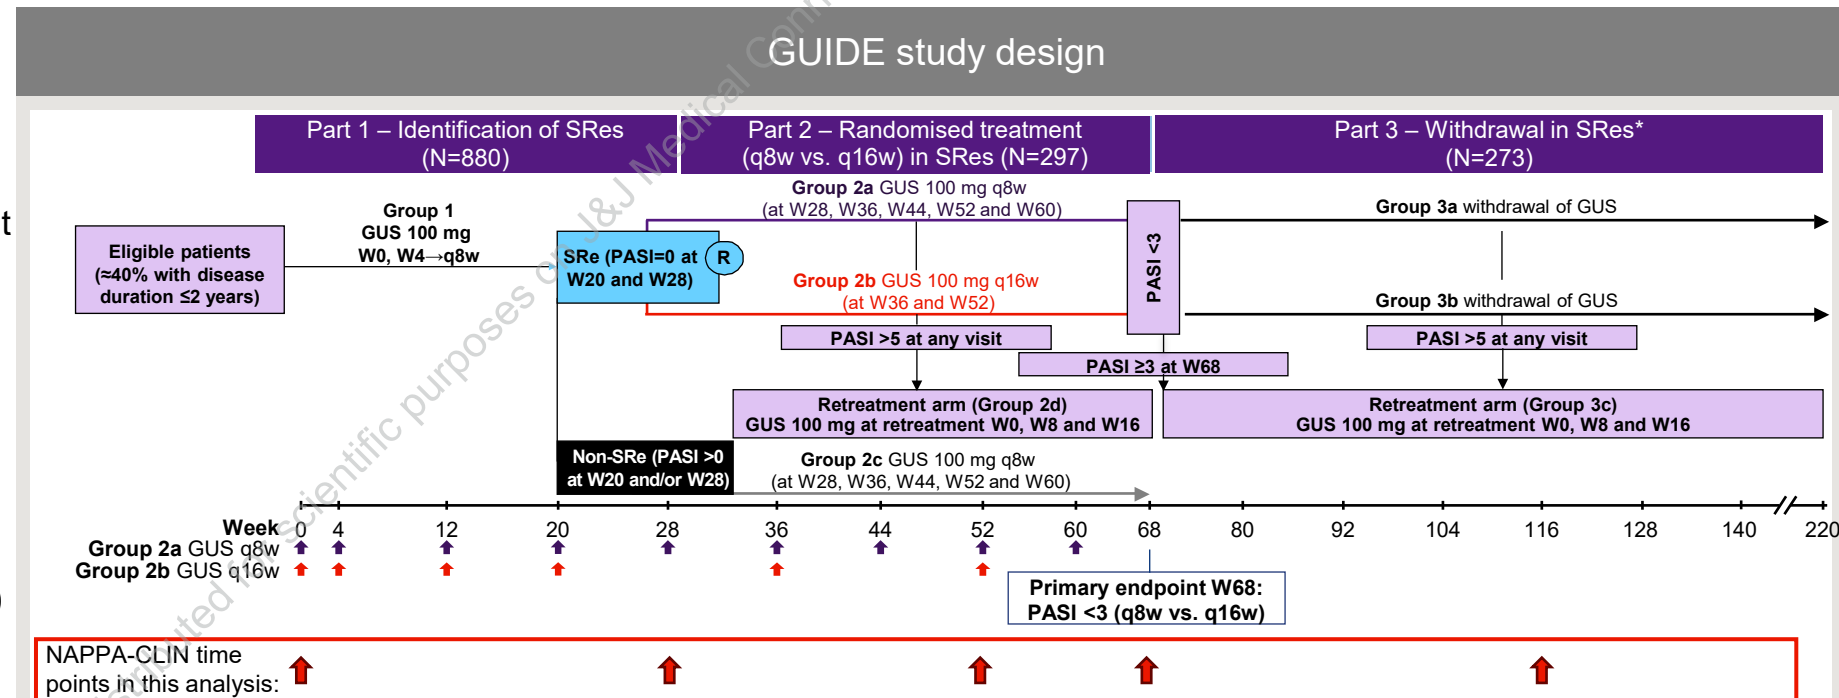 GUIDE study design
Part 1 – Identification of SRes
(N=880)
Part 2 – Randomised treatment
(q8w vs. q16w) in SRes (N=297)
Part 3 – Withdrawal in SRes*
(N=273)
Eligible patients
(≈40% with disease
duration ≤2 years)
Group 1
GUS 100 mg
W0, W4→q8w
SRe (PASI=0 at
W20 and W28)
R
Group 2a GUS 100 mg q8w
(at W28, W36, W44, W52 and W60)
Group 2b GUS 100 mg q16w
(at W36 and W52)
PASI >5 at any visit
PASI <3
PASI ≥3 at W68
Group 3a withdrawal of GUS
Group 3b withdrawal of GUS
PASI >5 at any visit
Retreatment arm (Group 2d)
GUS 100 mg at retreatment W0, W8 and W16
Retreatment arm (Group 3c)
GUS 100 mg at retreatment W0, W8 and W16
Non-SRe (PASI >0
at W20 and/or W28)
Group 2c GUS 100 mg q8w
(at W28, W36, W44, W52 and W60)
Week 0 4 12 20 28 36 44 52 60 68 80 92 104 116 128 140 220
Group 2a GUS q8w
Group 2b GUS q16w
Primary endpoint W68:
PASI <3 (q8w vs. q16w)
NAPPA-CLIN time
points in this analysis:
t
)
for scientific purposes on J&J Medical